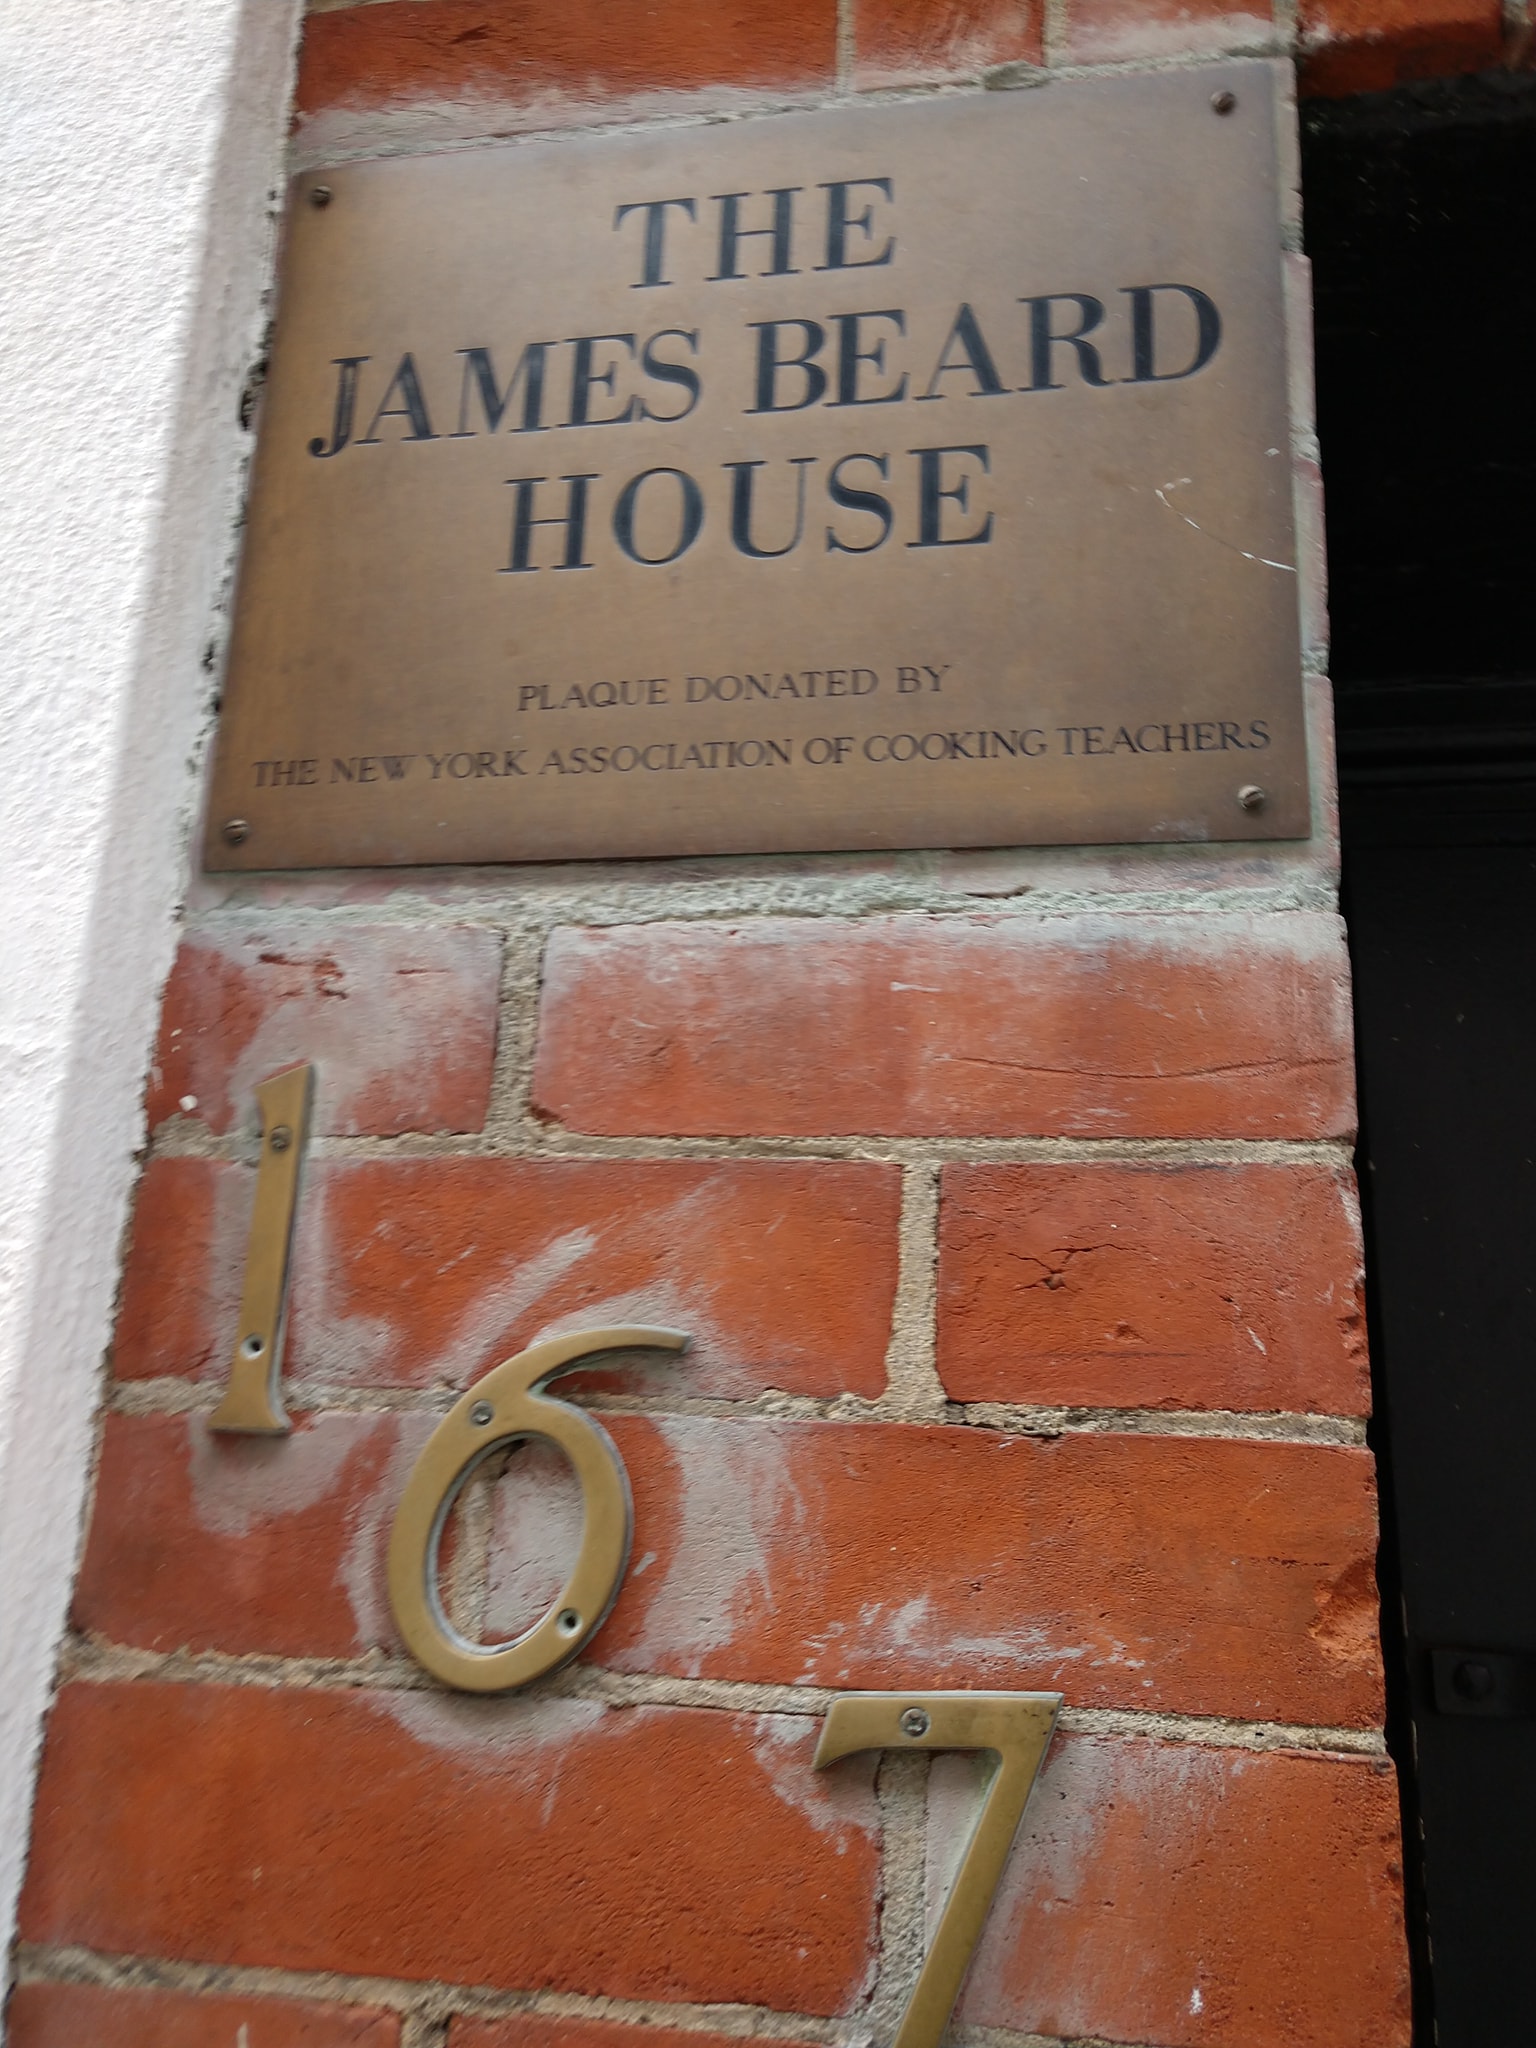 THE
JAMES BEARD
HOUSE
PLAQUE DONATED BY
THE NEW YORK ASSOCIATION OF COOKING TEACHERS
167